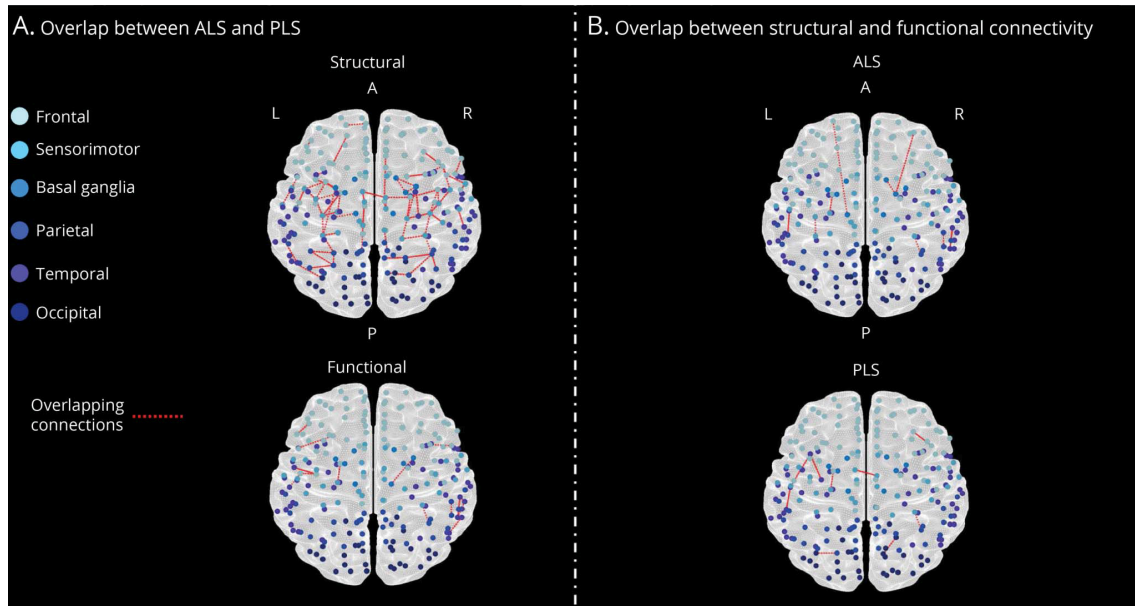 A. Overlap between ALS and PLS
Structural
A
L
R
Frontal
Sensorimotor
Basal ganglia
Parietal
Temporal
Occipital
P
Functional
Overlapping
connections
B. Overlap between structural and functional connectivity
ALS
A
L
R
P
PLS